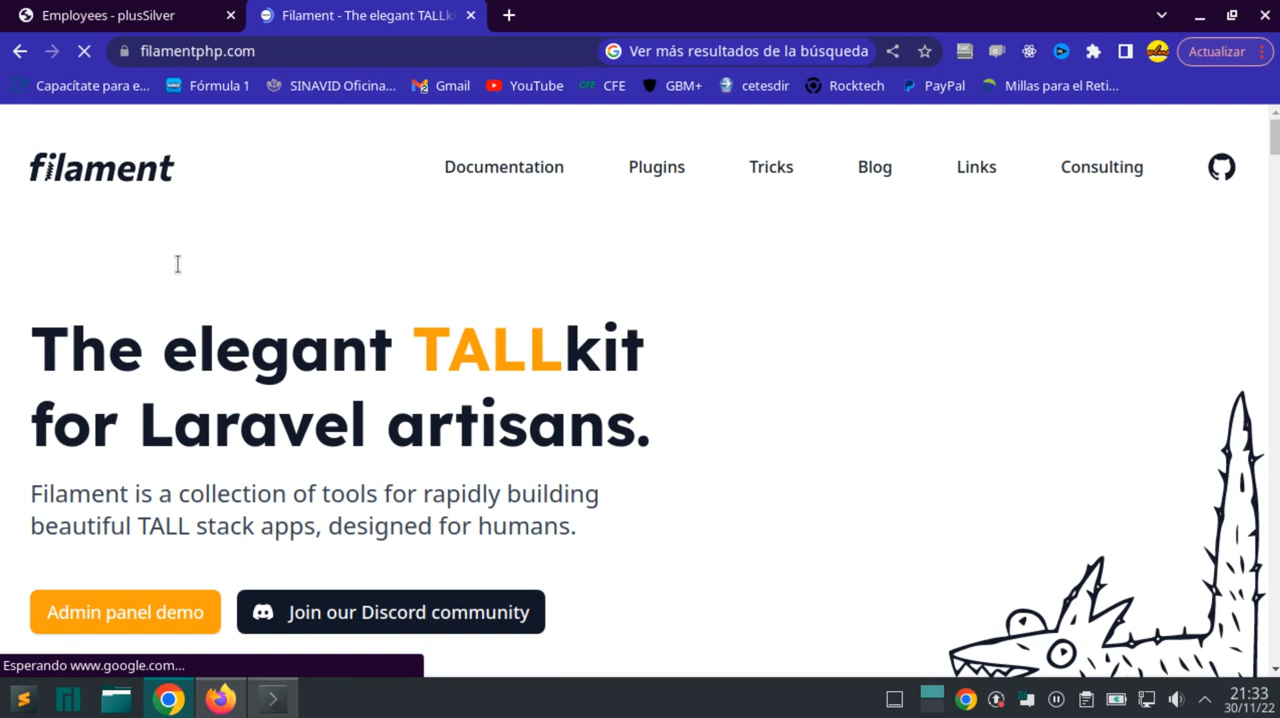 Employees - plusSilver
Filament - The elegant TALLki
filamentphp.com
Ver más resultados de la búsqueda
Actualizar
Capacítate para e...
Fórmula 1
SINAVID Oficina...
Gmail
YouTube
CFE
CFE
GBM+
cetesdir
Rocktech
PayPal
Millas para el Reti...
filament
Documentation
Plugins
Tricks
Blog
Links
Consulting
The elegant TALLkit
for Laravel artisans.
Filament is a collection of tools for rapidly building
beautiful TALL stack apps, designed for humans.
Admin panel demo
Join our Discord community
Esperando www.google.com...
21:33
30/11/22